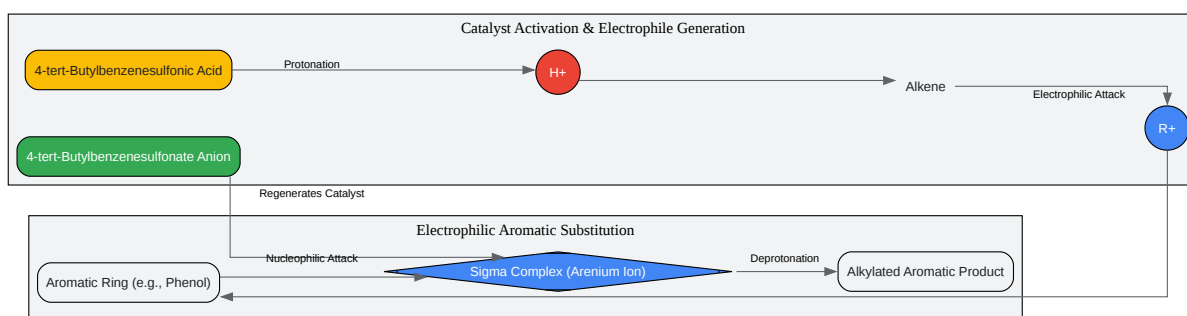 Catalyst Activation & Electrophile Generation
4-tert-Butylbenzenesulfonic Acid
Protonation
H+
Alkene
Electrophilic Attack
R+
4-tert-Butylbenzenesulfonate Anion
Regenerates Catalyst
Electrophilic Aromatic Substitution
Nucleophilic Attack
Aromatic Ring (e.g., Phenol)
Sigma Complex (Arenium Ion)
Deprotonation
Alkylated Aromatic Product